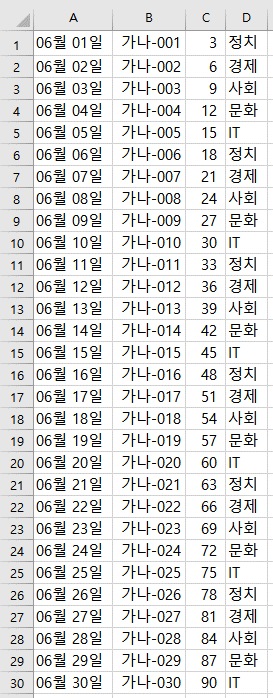 A B C D
1 06월 01일 가나-001 3 정치
2 06월 02일 가나-002 6 경제
3 06월 03일 가나-003 9 사회
4 06월 04일 가나-004 12 문화
5 06월 05일 가나-005 15 IT
6 06월 06일 가나-006 18 정치
7 06월 07일 가나-007 21 경제
8 06월 08일 가나-008 24 사회
9 06월 09일 가나-009 27 문화
10 06월 10일 가나-010 30 IT
11 06월 11일 가나-011 33 정치
12 06월 12일 가나-012 36 경제
13 06월 13일 가나-013 39 사회
14 06월 14일 가나-014 42 문화
15 06월 15일 가나-015 45 IT
16 06월 16일 가나-016 48 정치
17 06월 17일 가나-017 51 경제
18 06월 18일 가나-018 54 사회
19 06월 19일 가나-019 57 문화
20 06월 20일 가나-020 60 IT
21 06월 21일 가나-021 63 정치
22 06월 22일 가나-022 66 경제
23 06월 23일 가나-023 69 사회
24 06월 24일 가나-024 72 문화
25 06월 25일 가나-025 75 IT
26 06월 26일 가나-026 78 정치
27 06월 27일 가나-027 81 경제
28 06월 28일 가나-028 84 사회
29 06월 29일 가나-029 87 문화
30 06월 30일 가나-030 90 IT